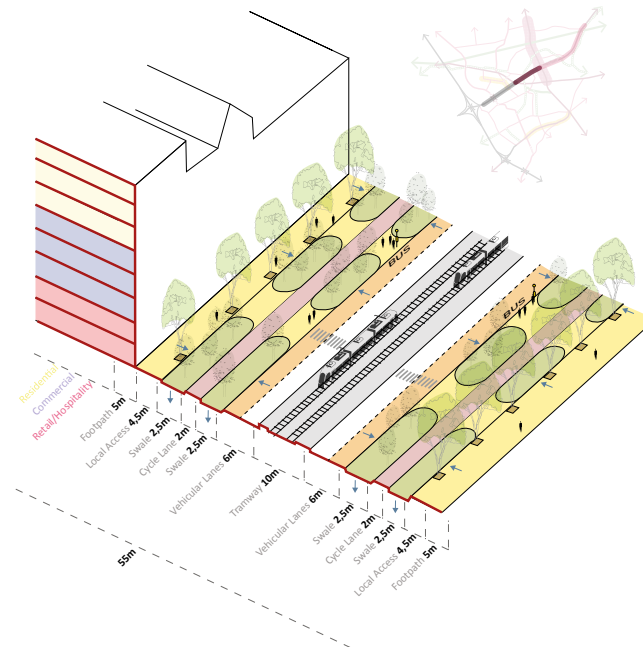 BUS
BUS
Residential
Commercial
Retail/Hospitality
Footpath 5m
Local Access 4,5m
Swale 2,5m
Cycle Lane 2m
Swale 2,5m
Vehicular Lanes 6m
Tramway 10m
Vehicular Lanes 6m
Swale 2,5m
Cycle Lane 2m
Swale 2,5m
Local Access 4,5m
Footpath 5m
55m